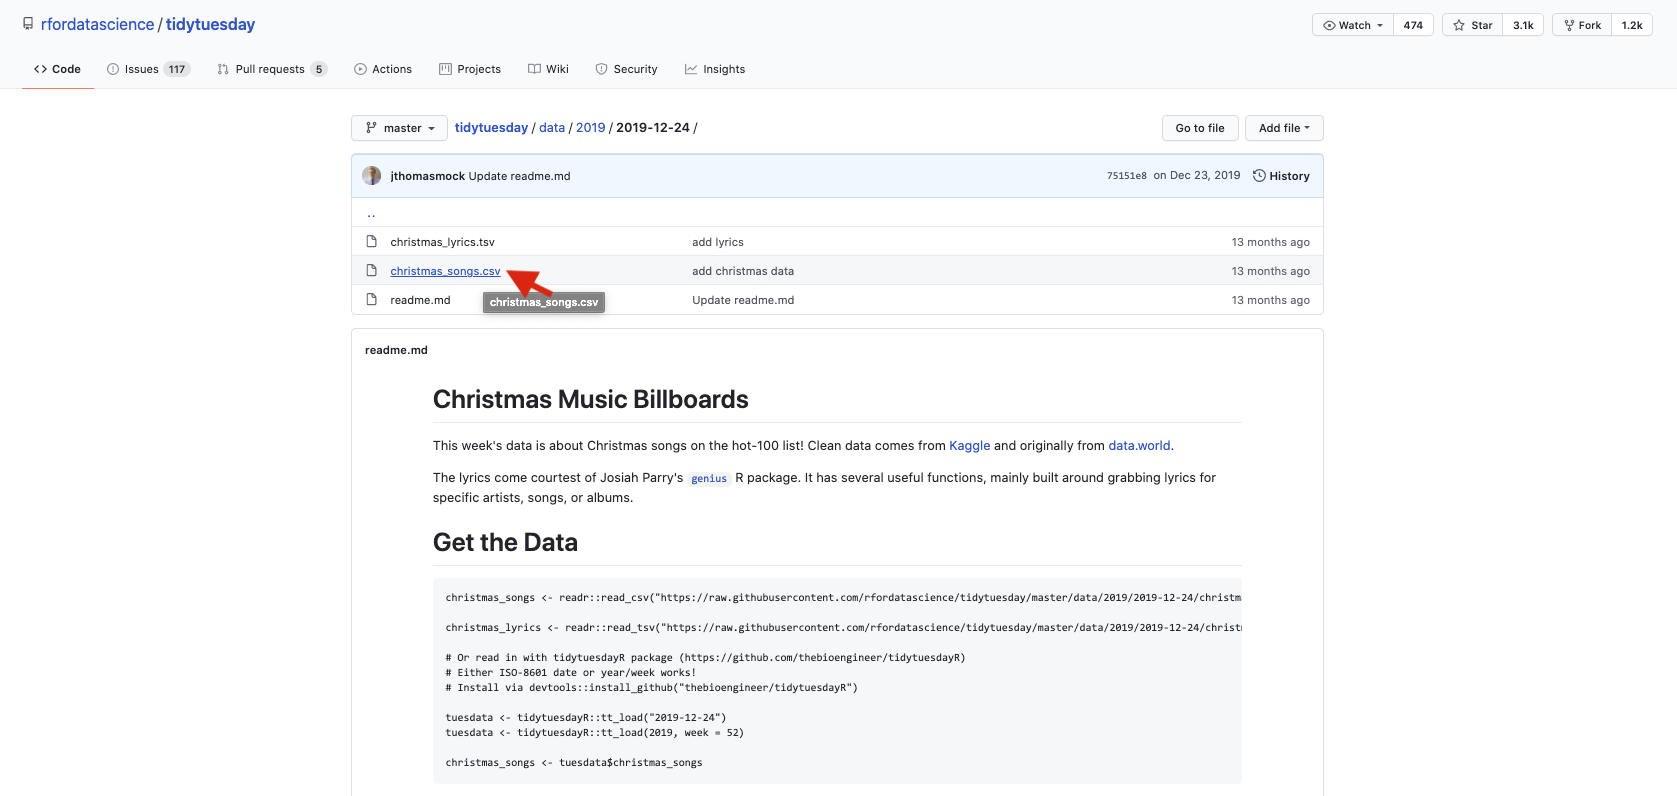 rfordatascience / tidytuesday
Watch 474 Star 3.1k Fork 1.2k
Code Issues 117 Pull requests 5 Actions Projects Wiki Security Insights
master tidytuesday / data / 2019 / 2019-12-24 / Go to file Add file
jthomasmock Update readme.md 75151e8 on Dec 23, 2019 History
..
christmas_lyrics.tsv add lyrics 13 months ago
christmas_songs.csv add christmas data 13 months ago
readme.md Update readme.md 13 months ago
christmas_songs.csv
readme.md
Christmas Music Billboards
This week's data is about Christmas songs on the hot-100 list! Clean data comes from Kaggle and originally from data.world.
The lyrics come courtest of Josiah Parry's genius R package. It has several useful functions, mainly built around grabbing lyrics for
specific artists, songs, or albums.
Get the Data
christmas_songs <- readr::read_csv("https://raw.githubusercontent.com/rfordatascience/tidytuesday/master/data/2019/2019-12-24/christm
christmas_lyrics <- readr::read_tsv("https://raw.githubusercontent.com/rfordatascience/tidytuesday/master/data/2019/2019-12-24/christ
# Or read in with tidytuesdayR package (https://github.com/thebioengineer/tidytuesdayR)
# Either ISO-8601 date or year/week works!
# Install via devtools::install_github("thebioengineer/tidytuesdayR")
tuesdata <- tidytuesdayR::tt_load("2019-12-24")
tuesdata <- tidytuesdayR::tt_load(2019, week = 52)
christmas_songs <- tuesdata$christmas_songs